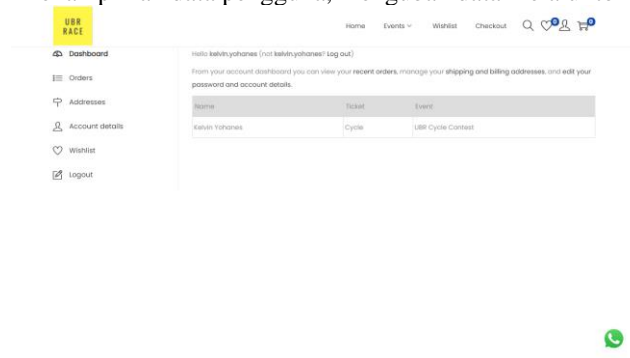 UBR
RACE
Home Events Wishlist Checkout 0 0
Dashboard
Orders
Addresses
Account details
Wishlist
Logout
Hello kelvin.yohanes (not kelvin.yohanes? Log out)
From your account dashboard you can view your recent orders, manage your shipping and billing addresses, and edit your
password and account details.
Name Ticket Event
Kelvin Yohanes Cycle UBR Cycle Contest